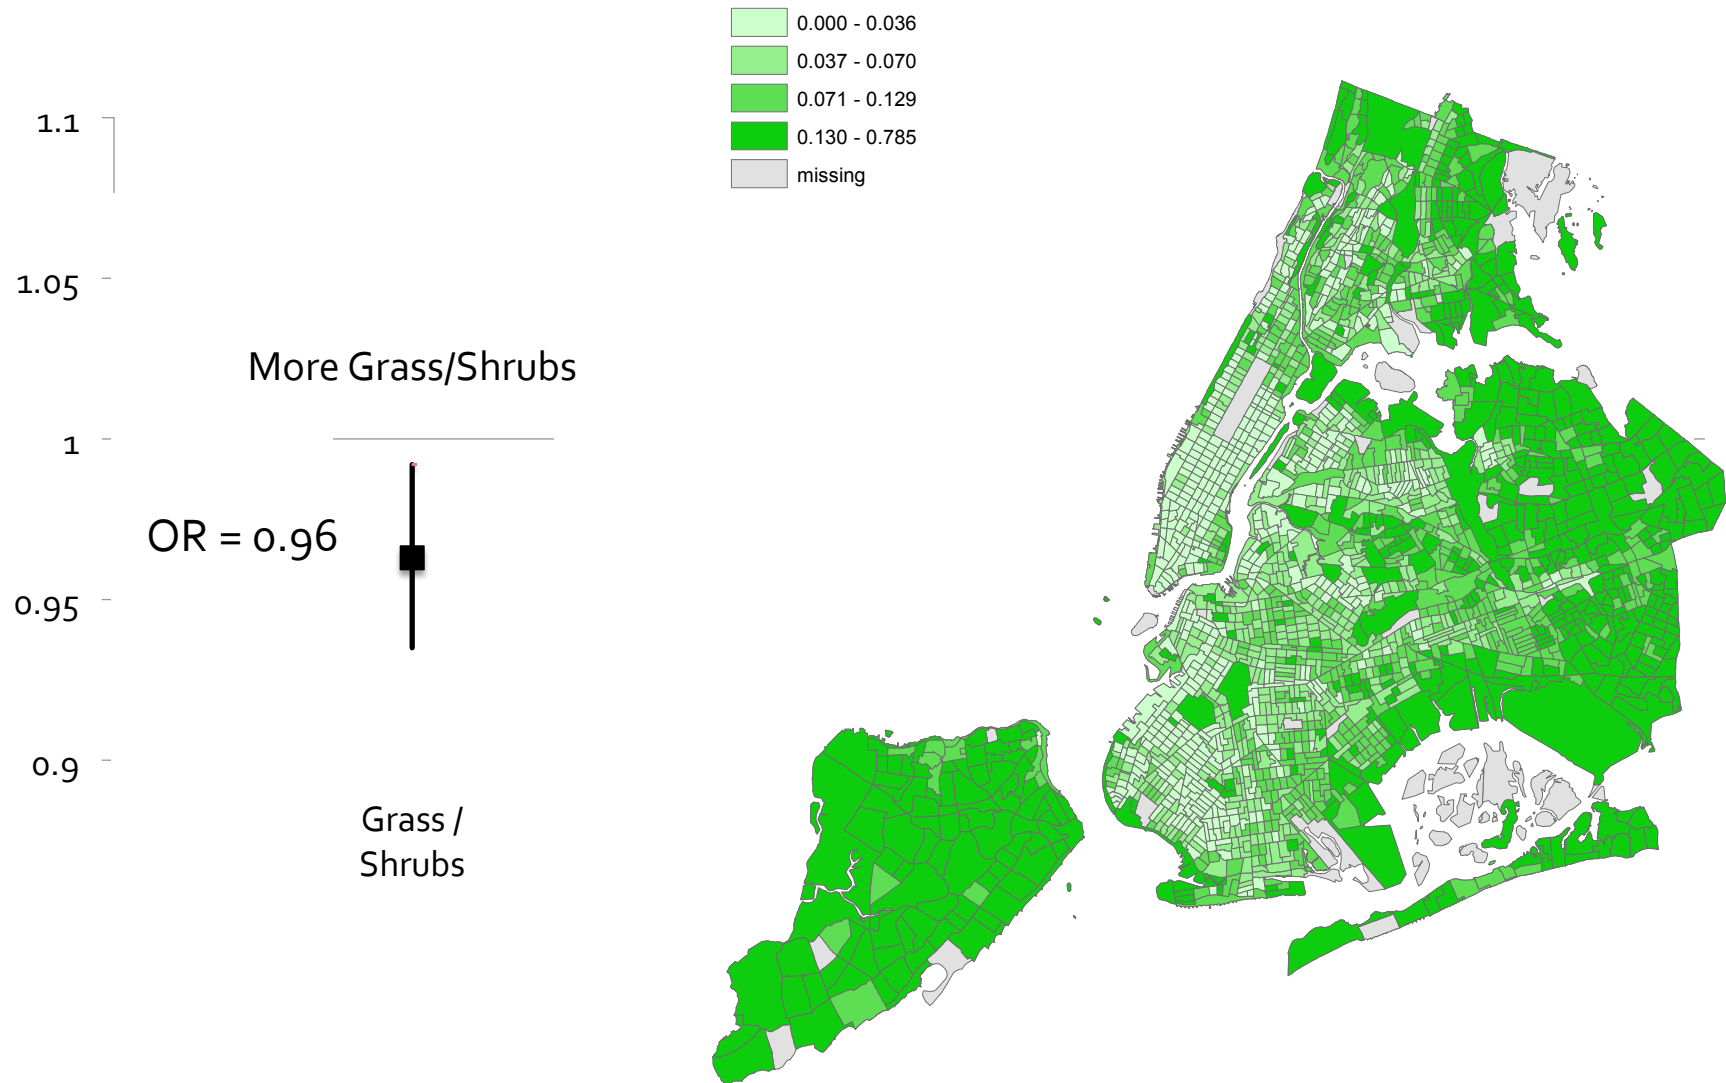 0.000 - 0.036
0.037 - 0.070
0.071 - 0.129
0.130 - 0.785
missing
1.1
1.05
1
0.95
0.9
More Grass/Shrubs
OR = 0.96
Grass /
Shrubs